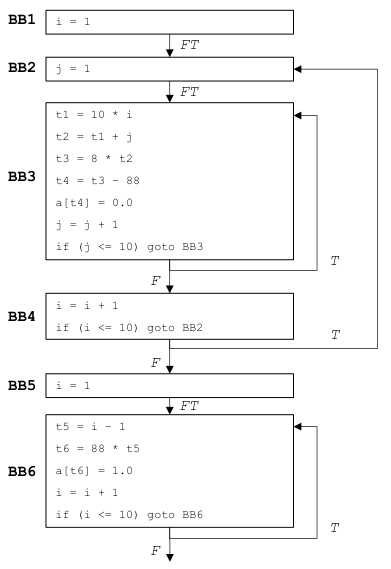 BB1 i = 1
FT
BB2 j = 1
FT
t1 = 10 * i
t2 = t1 + j
t3 = 8 * t2
BB3 t4 = t3 - 88
a[t4] = 0.0
j = j + 1
if (j <= 10) goto BB3
T
F
i = i + 1
BB4
if (i <= 10) goto BB2
T
F
BB5 i = 1
FT
t5 = i - 1
t6 = 88 * t5
BB6 a[t6] = 1.0
i = i + 1
if (i <= 10) goto BB6
T
F